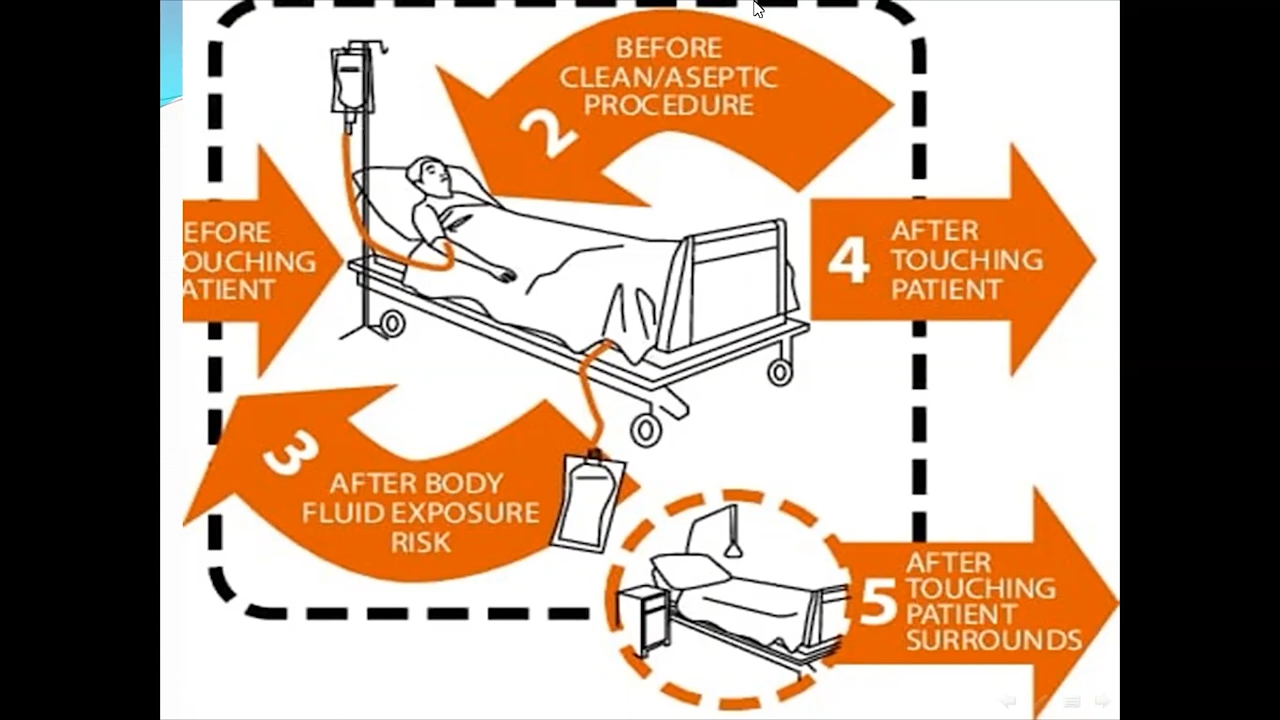 BEFORE
CLEAN/ASEPTIC
PROCEDURE
2
EFORE
OUCHING
ATIENT
4
AFTER
TOUCHING
PATIENT
3
AFTER BODY
FLUID EXPOSURE
RISK
5
AFTER
TOUCHING
PATIENT
SURROUNDS